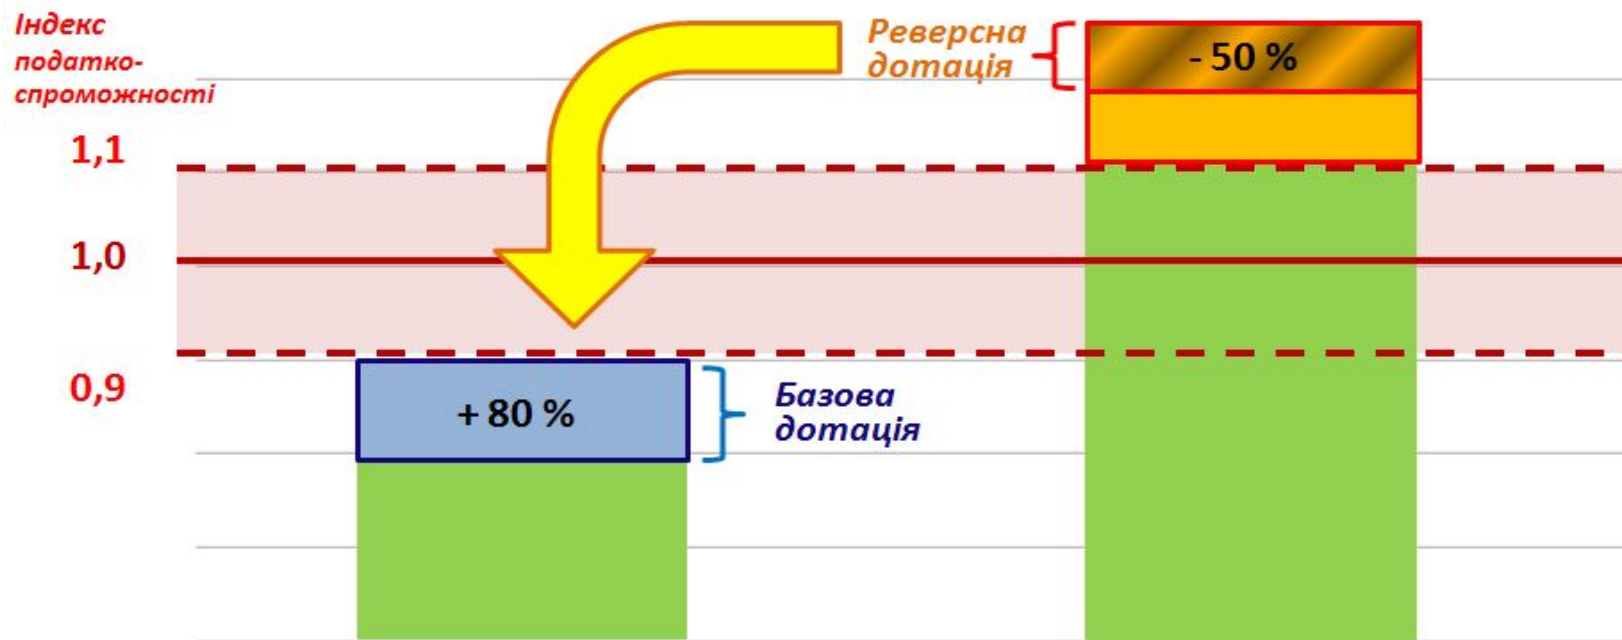 Індекс
податко-
спроможності
Реверсна
дотація
- 50 %
1,1
1,0
0,9
+ 80 %
Базова
дотація